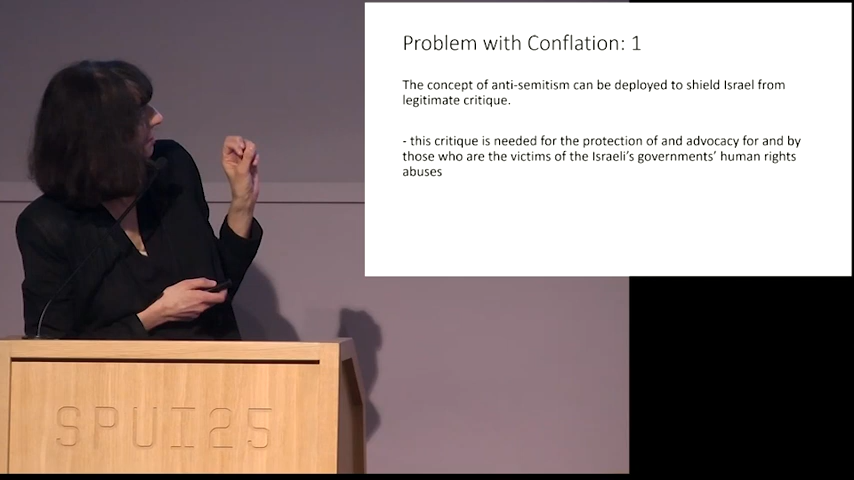 Problem with Conflation: 1
The concept of anti-semitism can be deployed to shield Israel from
legitimate critique.
- this critique is needed for the protection of and advocacy for and by
those who are the victims of the Israeli's governments' human rights
abuses
SPUI25